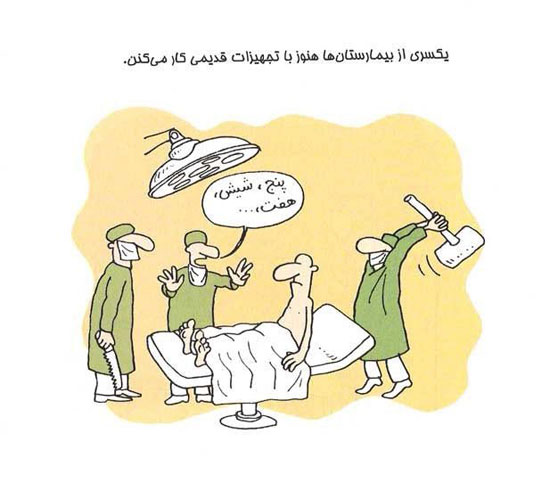 یکسری از بیمارستان‌ها هنوز با تجهیزات قدیمی کار می‌کنن.
پنج، شیش،
هفت،...